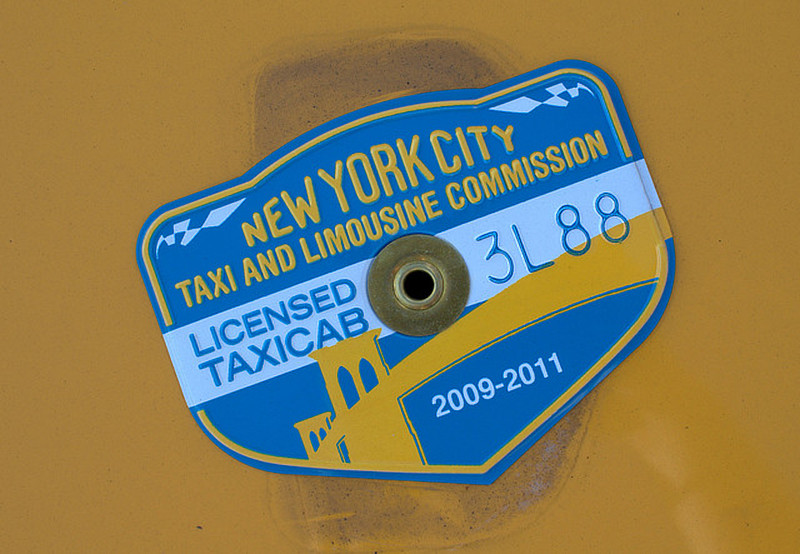 NEW YORK CITY
TAXI AND LIMOUSINE COMMISSION
LICENSED
TAXICAB
3L88
2009-2011